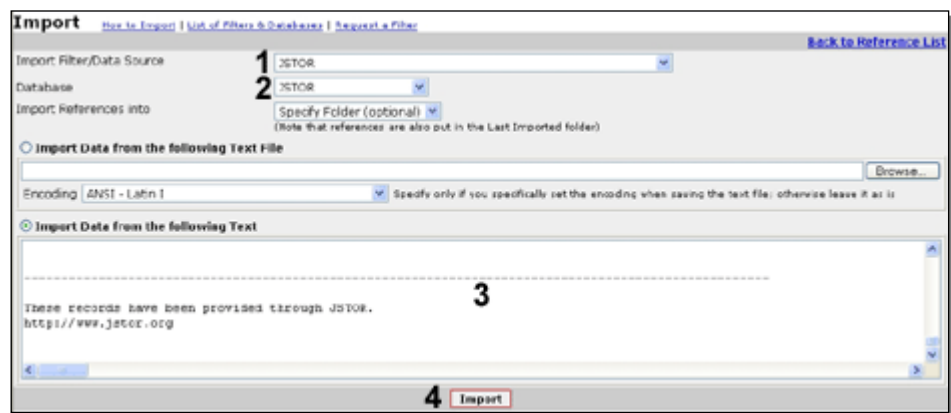 Import How to Import | List of Filters & Databases | Request a Filter
Back to Reference List
Import Filter/Data Source 1 JSTOR
Database 2 JSTOR
Import References into Specify Folder (optional)
(Note that references are also put in the Last Imported folder)
Import Data from the following Text File
Browse...
Encoding ANSI - Latin I Specify only if you specifically set the encoding when saving the text file; otherwise leave it as is
Import Data from the following Text
3
These records have been provided through JSTOR.
http://www.jstor.org
4 Import